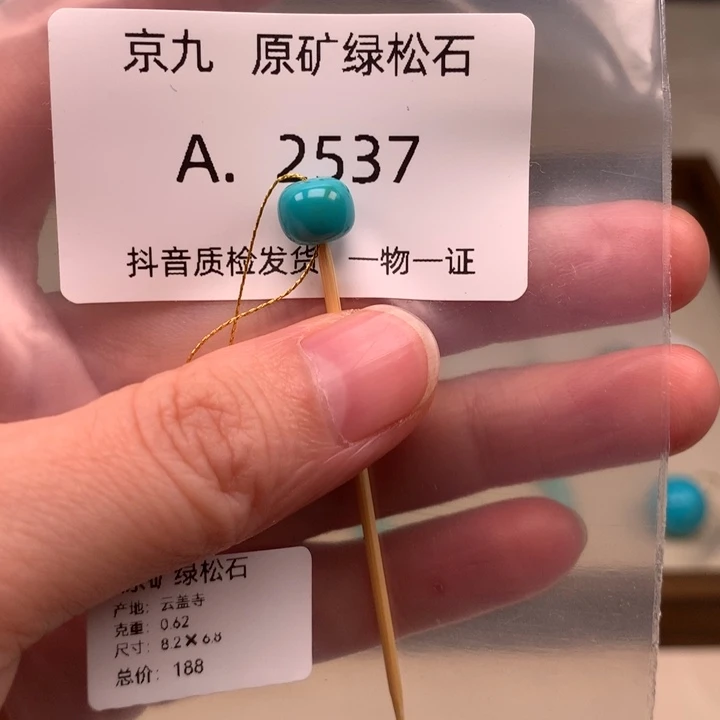 京九 原矿绿松石
A. 2537
抖音质检发货 一物一证
原矿 绿松石
产地: 云盖寺
克重: 0.62
尺寸: 8.2×6.8
总价: 188